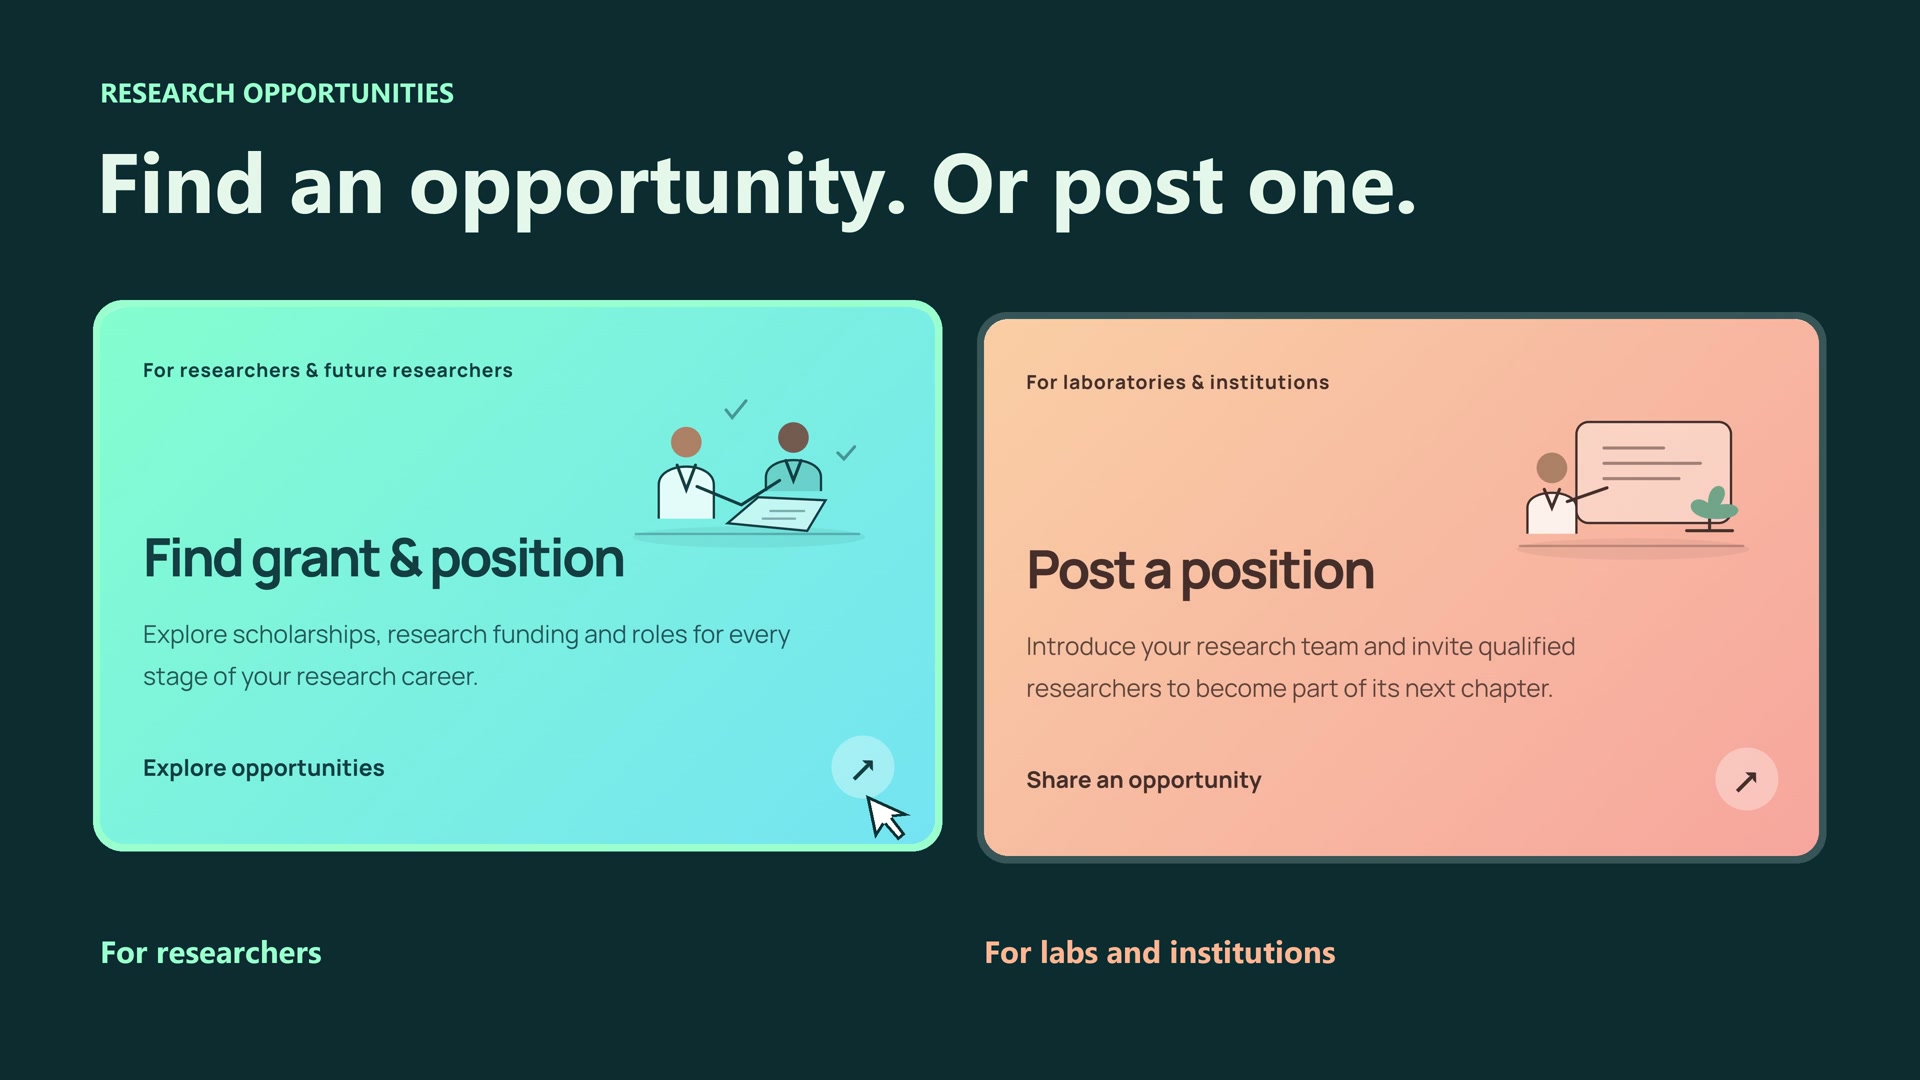 RESEARCH OPPORTUNITIES
Find an opportunity. Or post one.
For researchers & future researchers
Find grant & position
Explore scholarships, research funding and roles for every
stage of your research career.
Explore opportunities
For laboratories & institutions
Post a position
Introduce your research team and invite qualified
researchers to become part of its next chapter.
Share an opportunity
For researchers
For labs and institutions